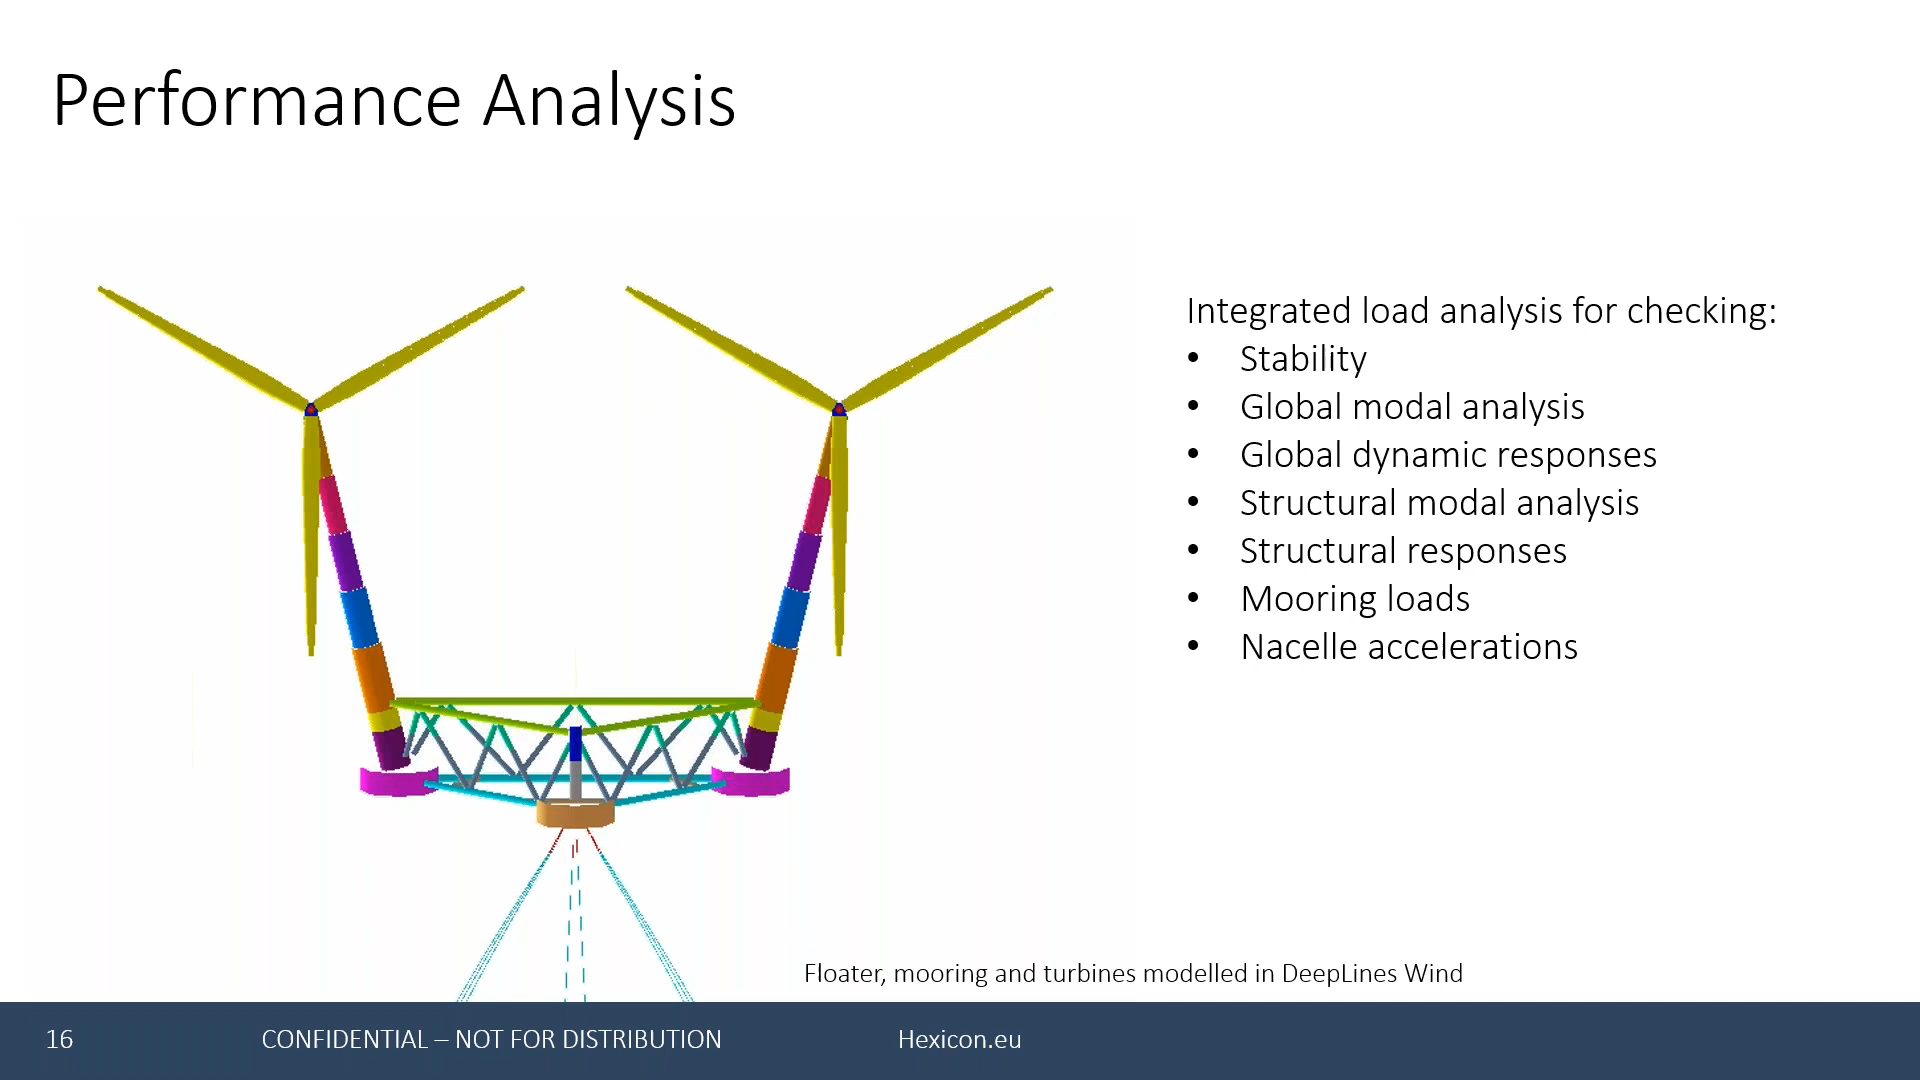 Performance Analysis
Integrated load analysis for checking:
• Stability
• Global modal analysis
• Global dynamic responses
• Structural modal analysis
• Structural responses
• Mooring loads
• Nacelle accelerations
Floater, mooring and turbines modelled in DeepLines Wind
16 CONFIDENTIAL – NOT FOR DISTRIBUTION Hexicon.eu